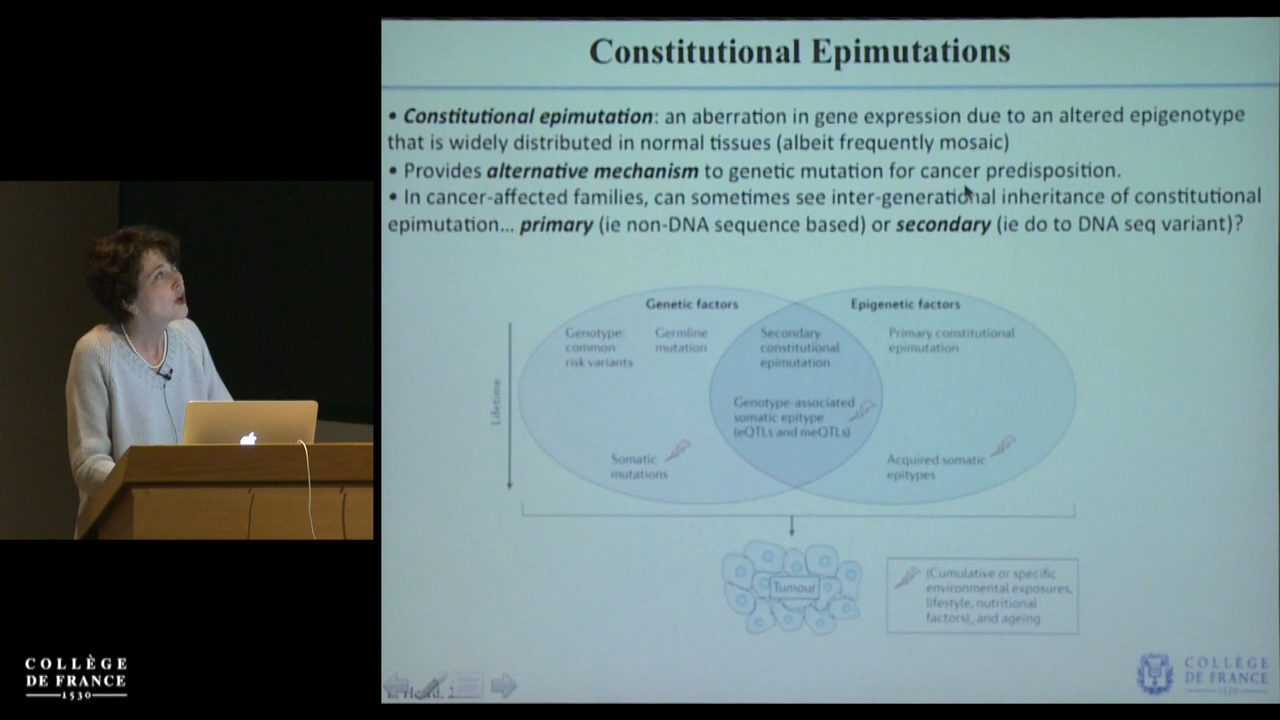 Constitutional Epimutations
• Constitutional epimutation: an aberration in gene expression due to an altered epigenotype
that is widely distributed in normal tissues (albeit frequently mosaic)
• Provides alternative mechanism to genetic mutation for cancer predisposition.
• In cancer-affected families, can sometimes see inter-generational inheritance of constitutional
epimutation... primary (ie non-DNA sequence based) or secondary (ie do to DNA seq variant)?
Genetic factors
Epigenetic factors
Genotype:
common
risk variants
Germline
mutation
Secondary
constitutional
epimutation
Primary constitutional
epimutation
Lifetime
Genotype-associated
somatic epitype
(eQTLs and meQTLs)
Somatic
mutations
Acquired somatic
epitypes
Tumour
(Cumulative or specific
environmental exposures,
lifestyle, nutritional
factors), and ageing
COLLÈGE
DE FRANCE
1530
COLLÈGE
DE FRANCE
1530